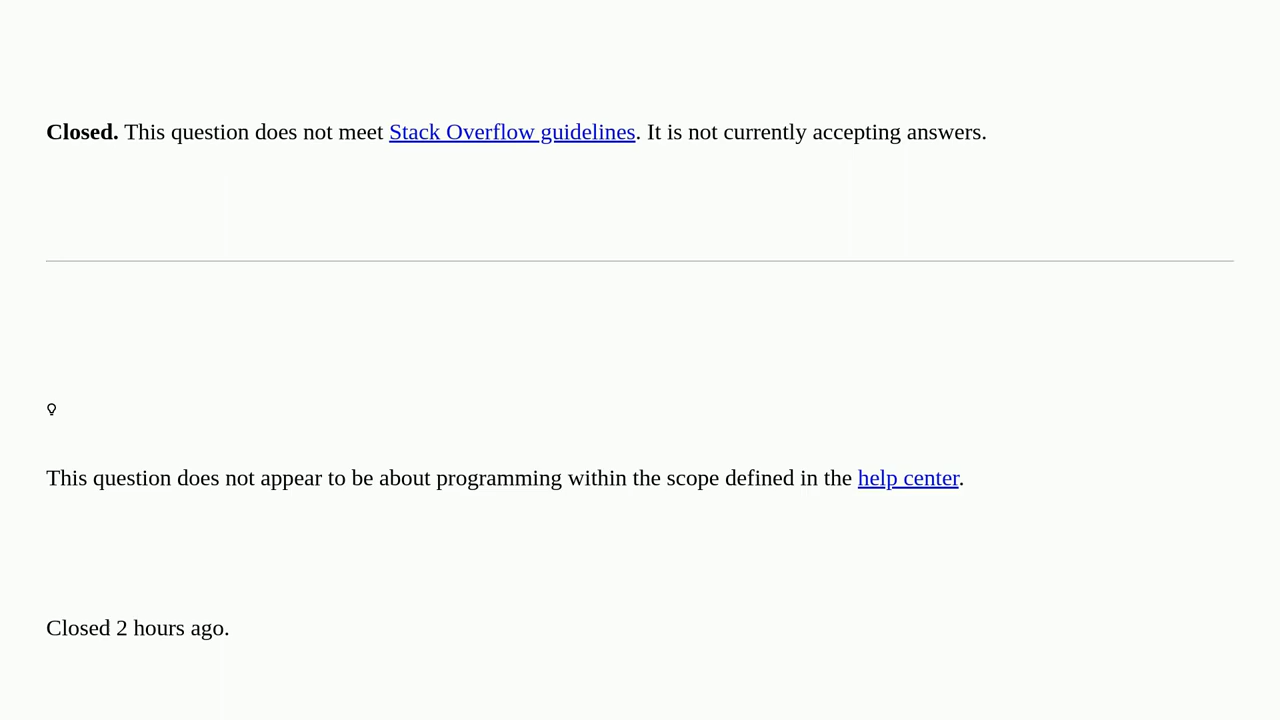 Closed. This question does not meet Stack Overflow guidelines. It is not currently accepting answers.
This question does not appear to be about programming within the scope defined in the help center.
Closed 2 hours ago.